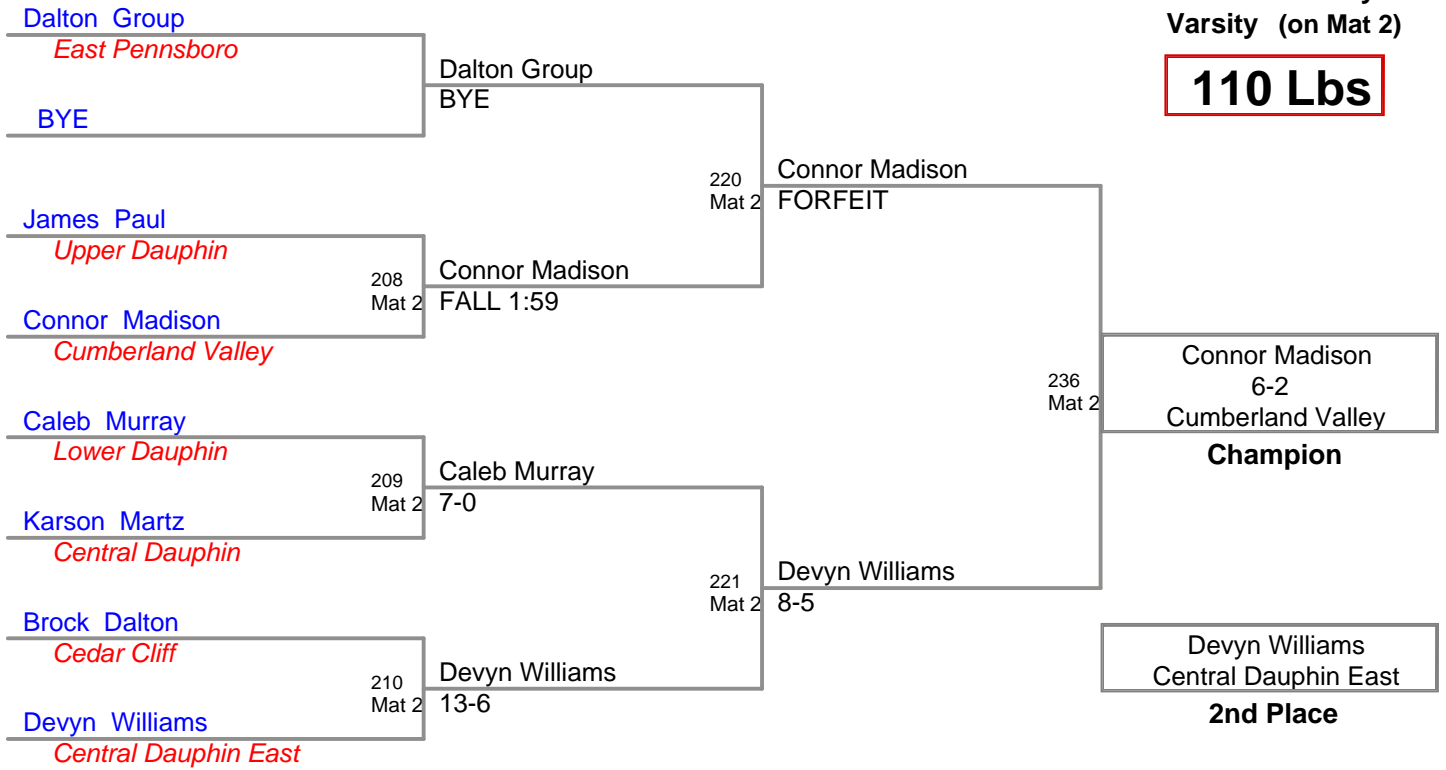 Varsity (on Mat 2)
110 Lbs
Dalton Group
East Pennsboro
BYE
James Paul
Upper Dauphin
Connor Madison
Cumberland Valley
Caleb Murray
Lower Dauphin
Karson Martz
Central Dauphin
Brock Dalton
Cedar Cliff
Devyn Williams
Central Dauphin East
Dalton Group
BYE
208
Mat 2
Connor Madison
FALL 1:59
209
Mat 2
Caleb Murray
7-0
210
Mat 2
Devyn Williams
13-6
220
Mat 2
Connor Madison
FORFEIT
221
Mat 2
Devyn Williams
8-5
236
Mat 2
Connor Madison
6-2
Cumberland Valley
Champion
Devyn Williams
Central Dauphin East
2nd Place